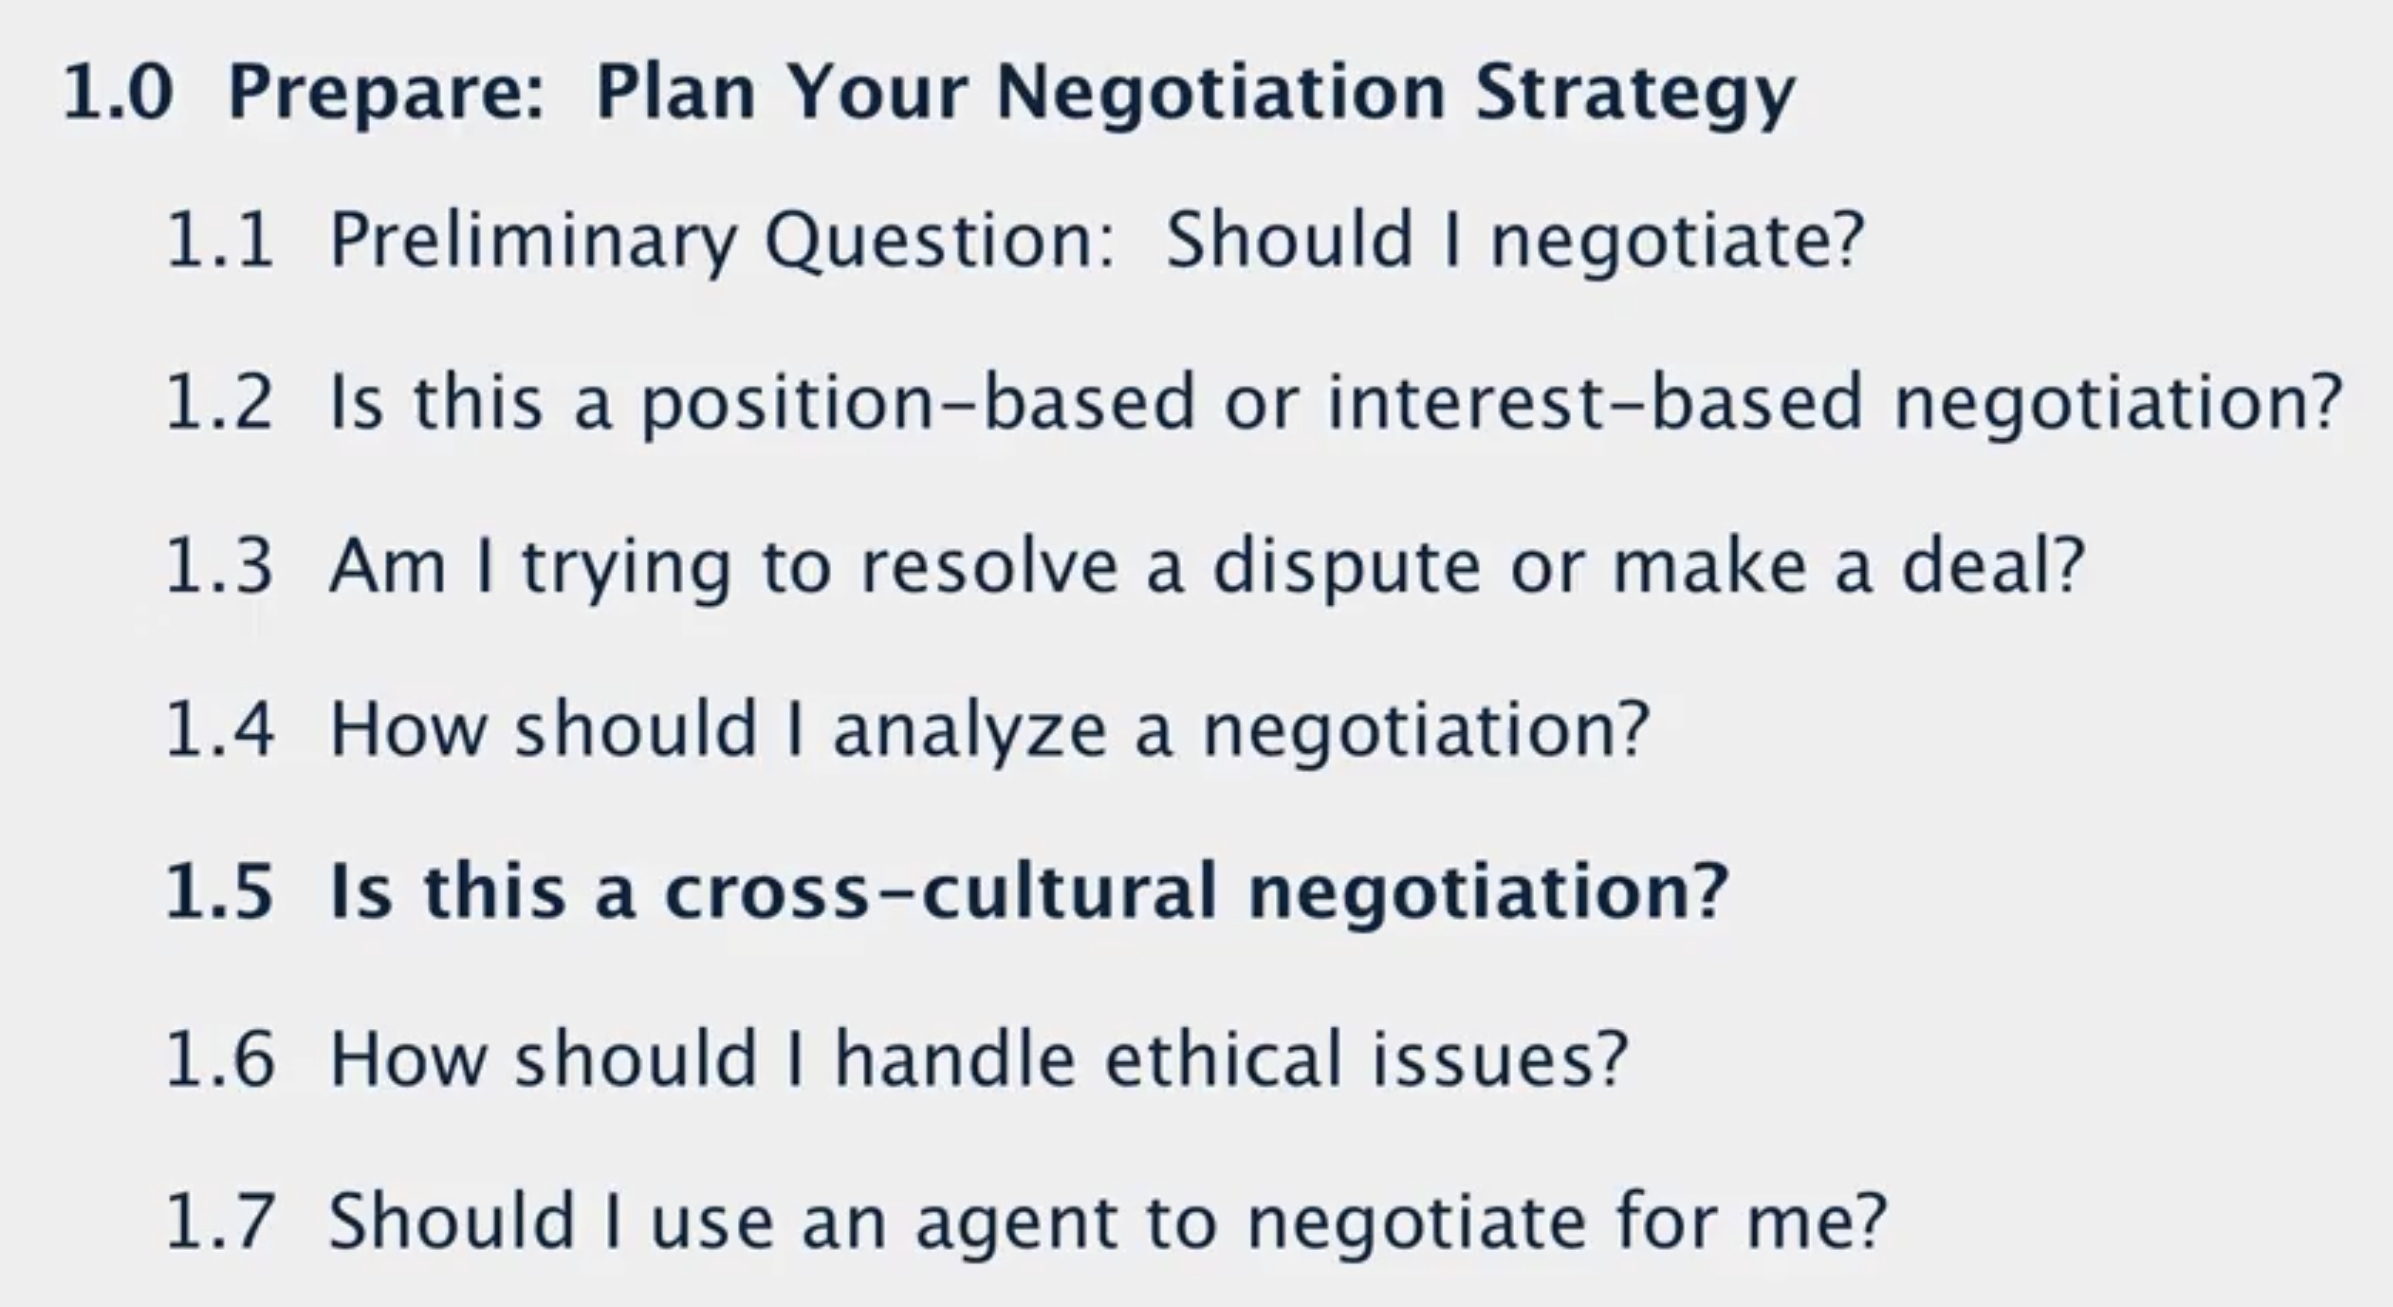 1.0 Prepare: Plan Your Negotiation Strategy
1.1 Preliminary Question: Should I negotiate?
1.2 Is this a position-based or interest-based negotiation?
1.3 Am I trying to resolve a dispute or make a deal?
1.4 How should I analyze a negotiation?
1.5 Is this a cross-cultural negotiation?
1.6 How should I handle ethical issues?
1.7 Should I use an agent to negotiate for me?